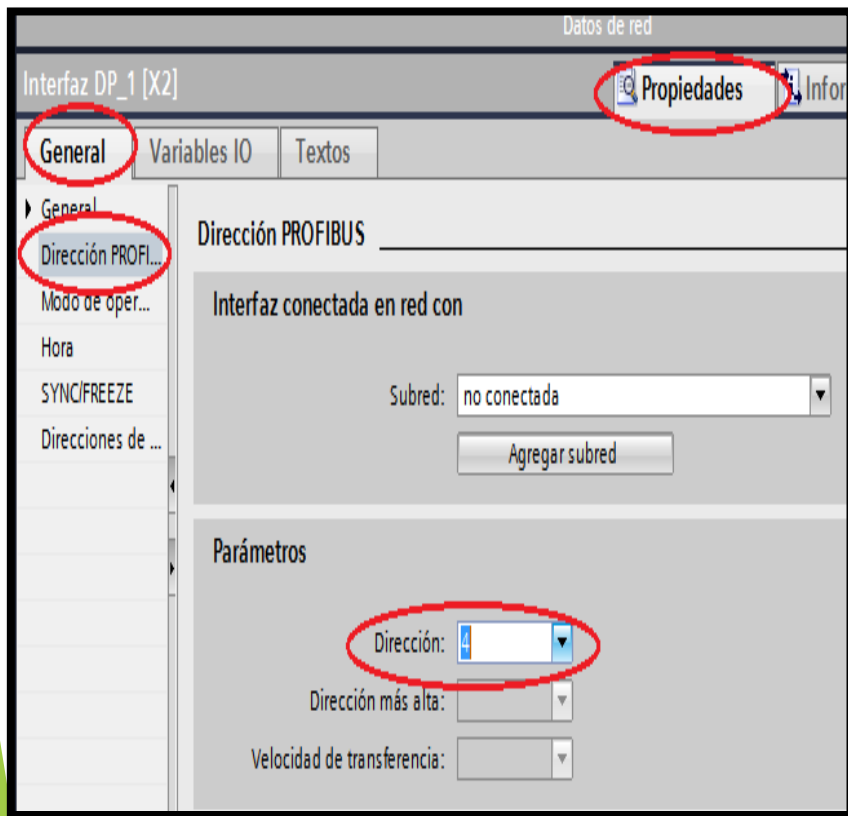 Datos de red
Interfaz DP_1 [X2]
Propiedades
Infor
General
Variables IO
Textos
General
Dirección PROFI...
Modo de oper...
Hora
SYNC/FREEZE
Direcciones de ...
Dirección PROFIBUS
Interfaz conectada en red con
Subred: no conectada
Agregar subred
Parámetros
Dirección: 4
Dirección más alta:
Velocidad de transferencia: